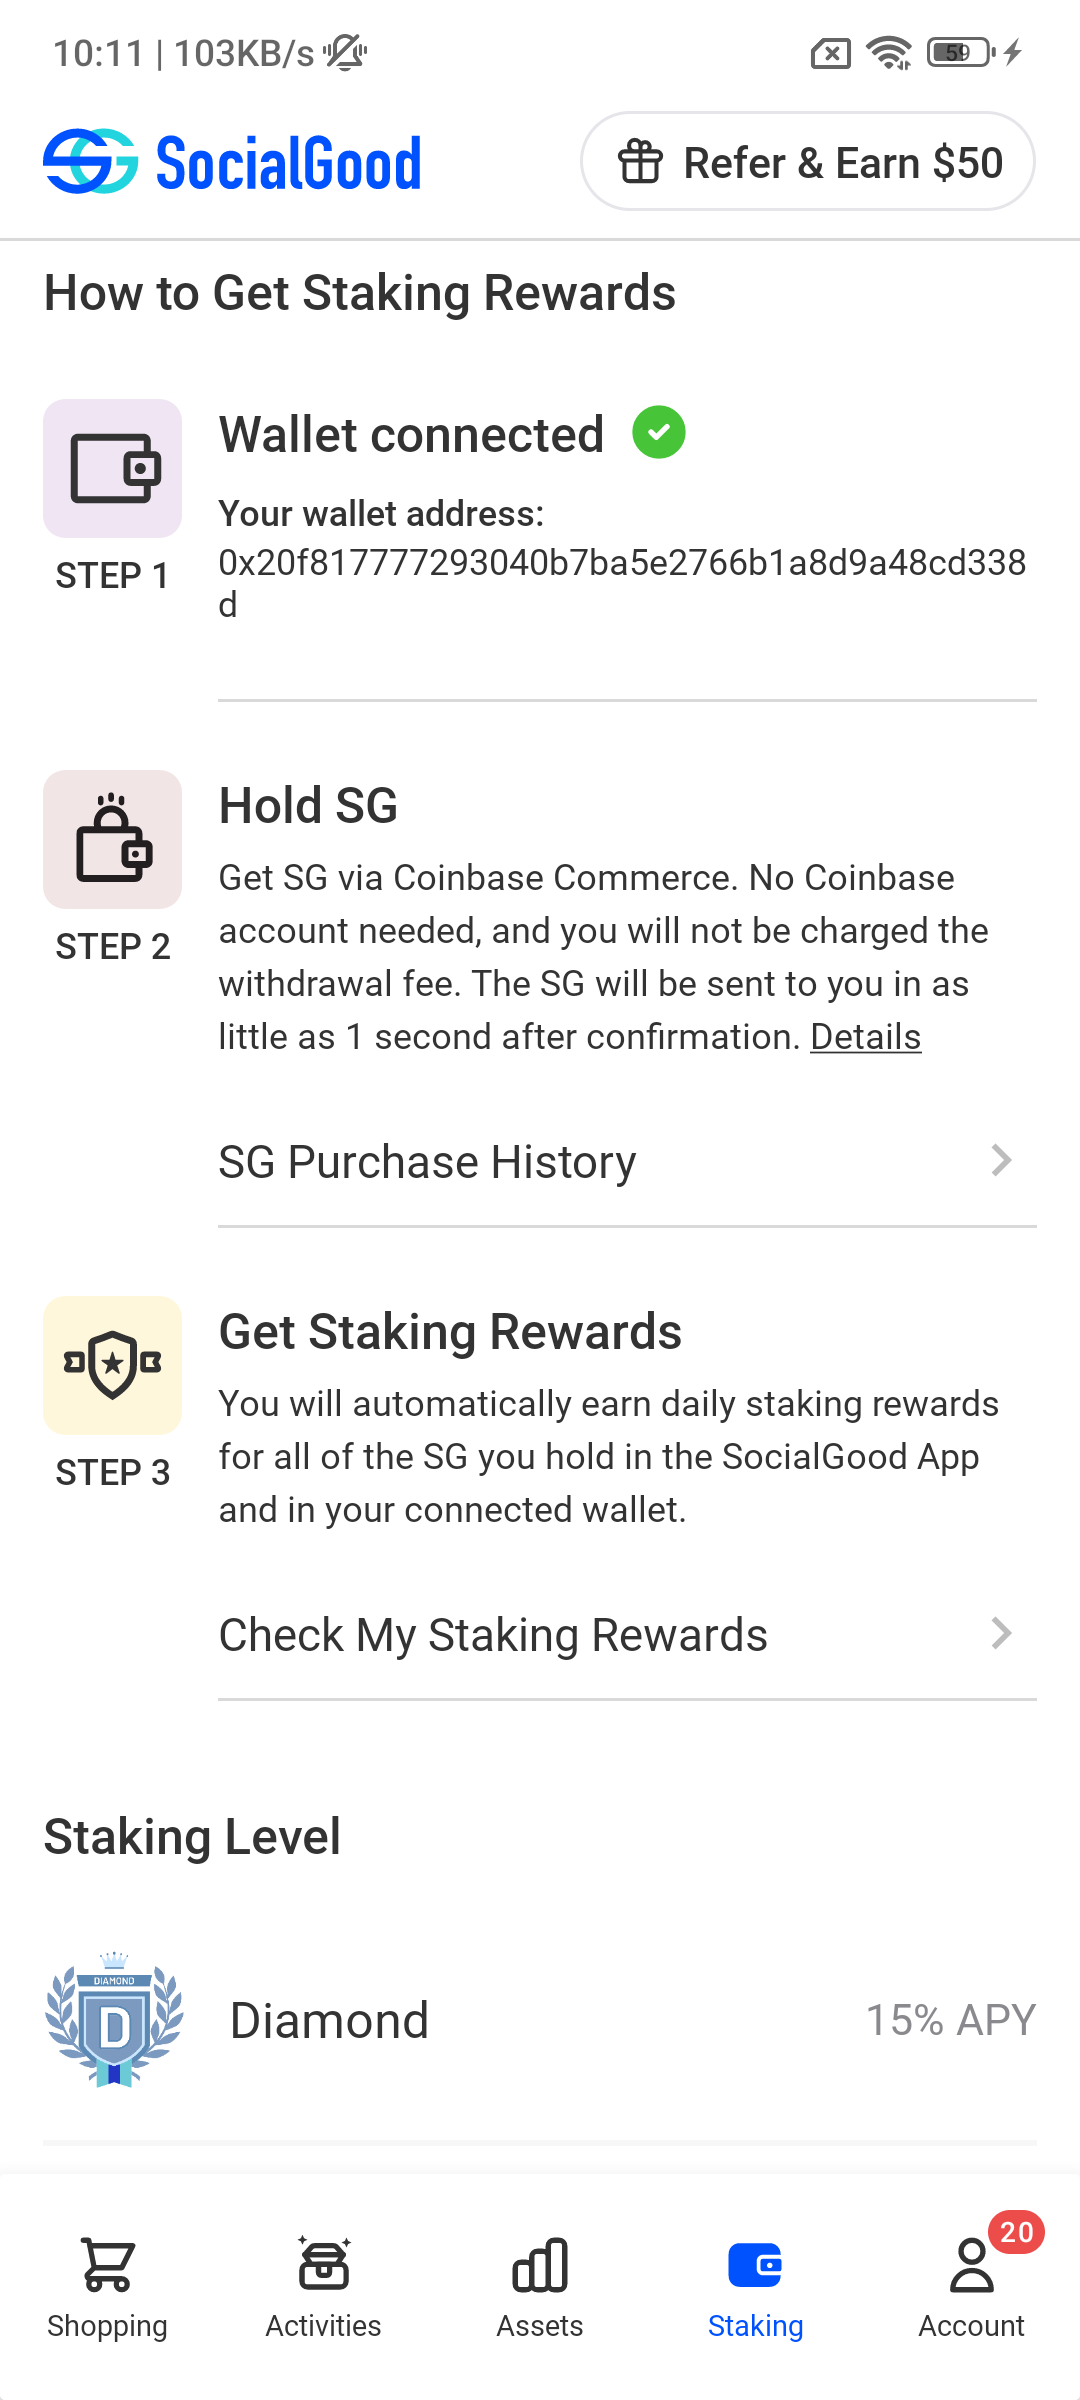 10:11 | 103KB/s
59
SocialGood
Refer & Earn $50
How to Get Staking Rewards
Wallet connected
Your wallet address:
0x20f817777293040b7ba5e2766b1a8d9a48cd338
d
STEP 1
Hold SG
Get SG via Coinbase Commerce. No Coinbase
account needed, and you will not be charged the
withdrawal fee. The SG will be sent to you in as
little as 1 second after confirmation. Details
STEP 2
SG Purchase History
Get Staking Rewards
You will automatically earn daily staking rewards
for all of the SG you hold in the SocialGood App
and in your connected wallet.
STEP 3
Check My Staking Rewards
Staking Level
DIAMOND
D
Diamond
15% APY
20
Shopping
Activities
Assets
Staking
Account